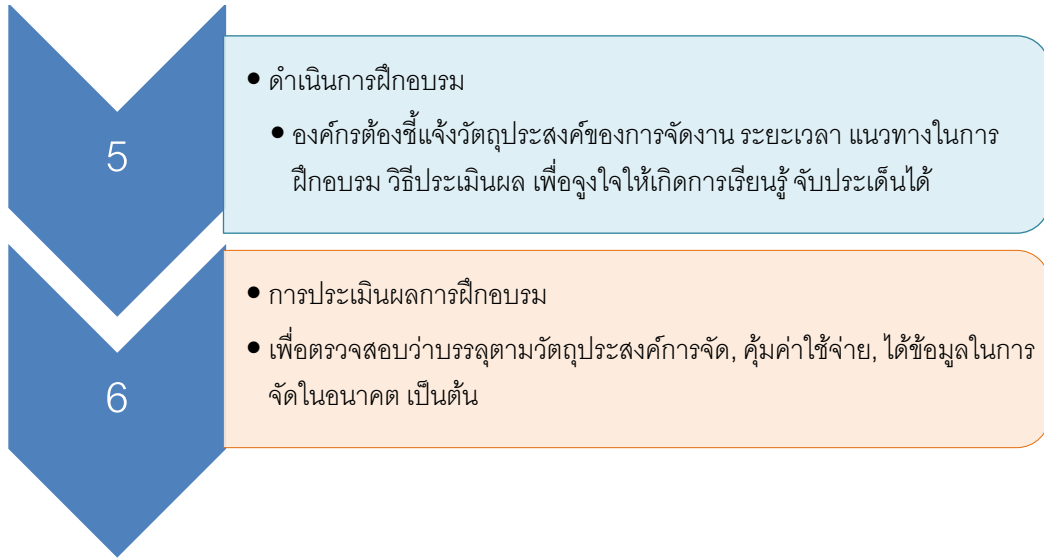 5
• ดำเนินการฝึกอบรม
• องค์กรต้องชี้แจ้งวัตถุประสงค์ของการจัดงาน ระยะเวลา แนวทางในการ
ฝึกอบรม วิธีประเมินผล เพื่อจูงใจให้เกิดการเรียนรู้ จับประเด็นได้
6
• การประเมินผลการฝึกอบรม
• เพื่อตรวจสอบว่าบรรลุตามวัตถุประสงค์การจัด, คุ้มค่าใช้จ่าย, ได้ข้อมูลในการ
จัดในอนาคต เป็นต้น